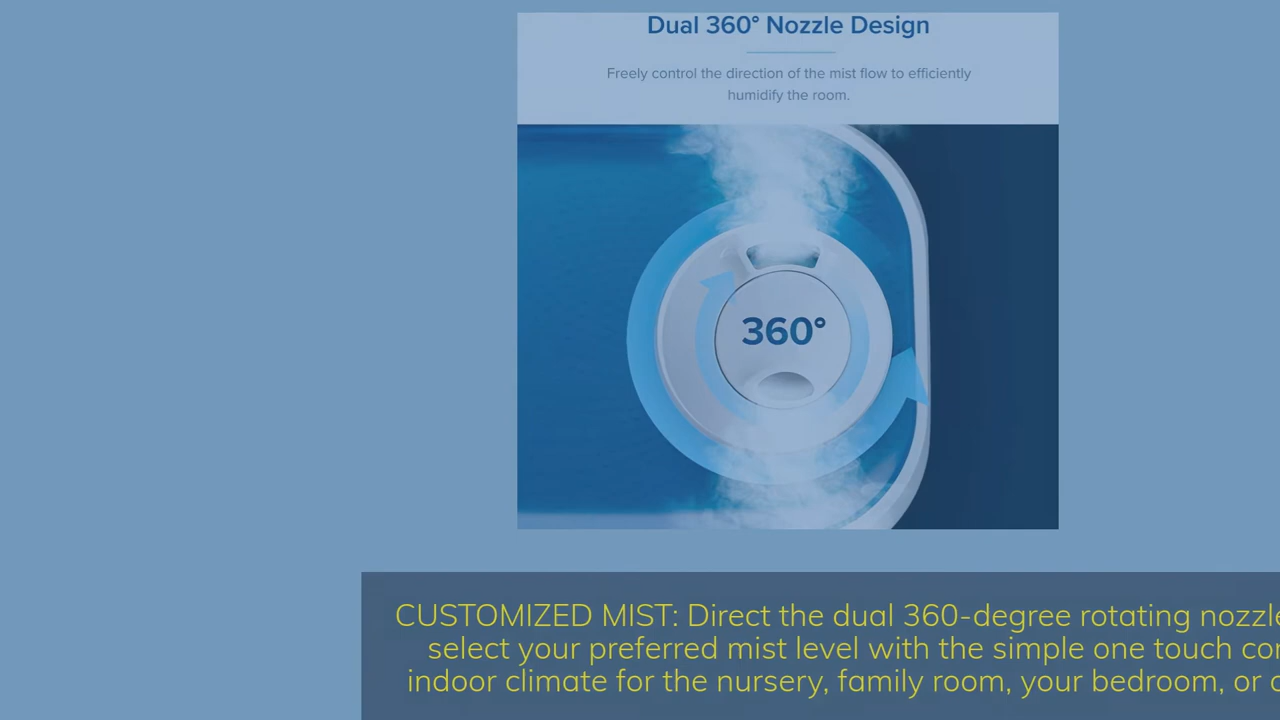 Dual 360° Nozzle Design
Freely control the direction of the mist flow to efficiently
humidify the room.
360°
CUSTOMIZED MIST: Direct the dual 360-degree rotating nozzle
select your preferred mist level with the simple one touch
indoor climate for the nursery, family room, your bedroom, or